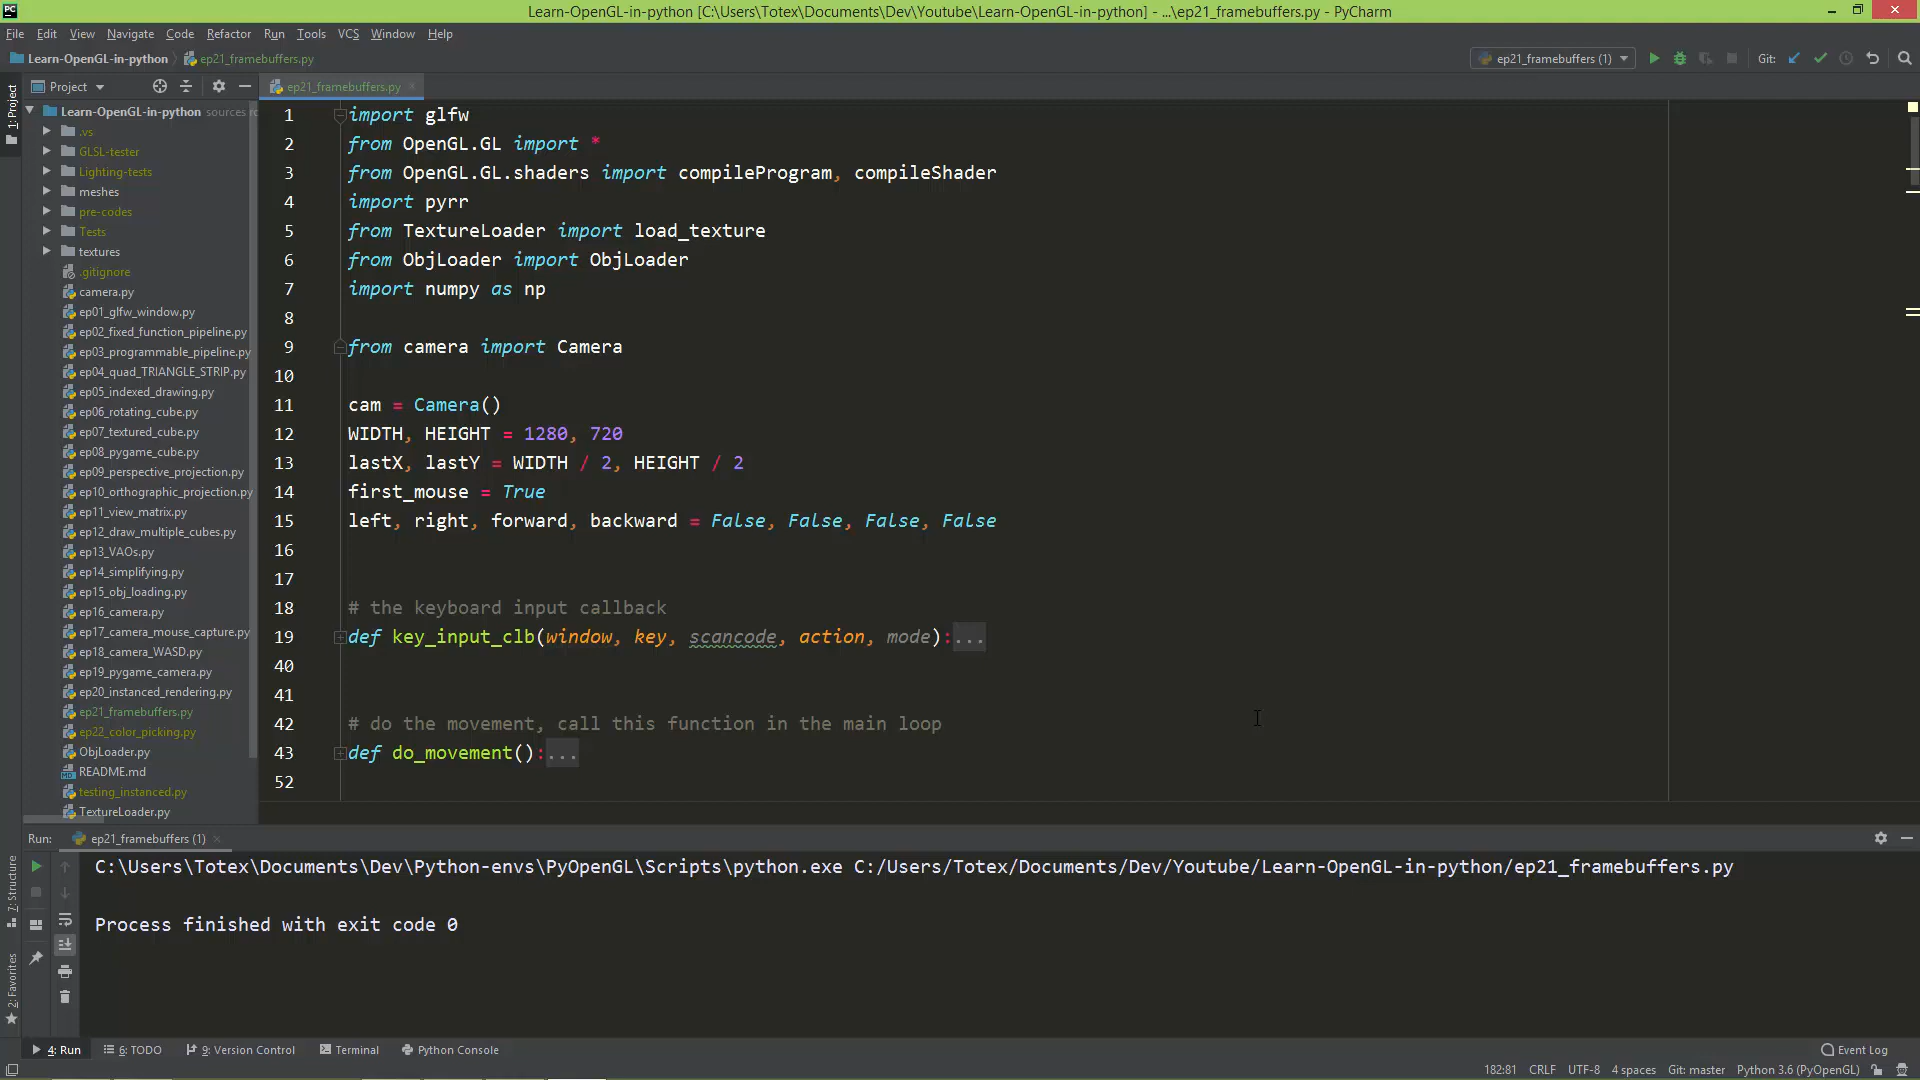 PC Learn-OpenGL-in-python [C:\Users\Totex\Documents\Dev\Youtube\Learn-OpenGL-in-python] - ...\ep21_framebuffers.py - PyCharm
File Edit View Navigate Code Refactor Run Tools VCS Window Help
Learn-OpenGL-in-python ep21_framebuffers.py ep21_framebuffers (1) Git:
Project ep21_framebuffers.py
1: Project
Learn-OpenGL-in-python sources ro
.vs
GLSL-tester
Lighting-tests
meshes
pre-codes
Tests
textures
.gitignore
camera.py
ep01_glfw_window.py
ep02_fixed_function_pipeline.py
ep03_programmable_pipeline.py
ep04_quad_TRIANGLE_STRIP.py
ep05_indexed_drawing.py
ep06_rotating_cube.py
ep07_textured_cube.py
ep08_pygame_cube.py
ep09_perspective_projection.py
ep10_orthographic_projection.py
ep11_view_matrix.py
ep12_draw_multiple_cubes.py
ep13_VAOs.py
ep14_simplifying.py
ep15_obj_loading.py
ep16_camera.py
ep17_camera_mouse_capture.py
ep18_camera_WASD.py
ep19_pygame_camera.py
ep20_instanced_rendering.py
ep21_framebuffers.py
ep22_color_picking.py
ObjLoader.py
README.md
testing_instanced.py
TextureLoader.py
1 import glfw
2 from OpenGL.GL import *
3 from OpenGL.GL.shaders import compileProgram, compileShader
4 import pyrr
5 from TextureLoader import load_texture
6 from ObjLoader import ObjLoader
7 import numpy as np
8
9 from camera import Camera
10
11 cam = Camera()
12 WIDTH, HEIGHT = 1280, 720
13 lastX, lastY = WIDTH / 2, HEIGHT / 2
14 first_mouse = True
15 left, right, forward, backward = False, False, False, False
16
17
18 # the keyboard input callback
19 def key_input_clb(window, key, scancode, action, mode):...
40
41
42 # do the movement, call this function in the main loop
43 def do_movement():...
52
Run: ep21_framebuffers (1)
C:\Users\Totex\Documents\Dev\Python-envs\PyOpenGL\Scripts\python.exe C:/Users/Totex/Documents/Dev/Youtube/Learn-OpenGL-in-python/ep21_framebuffers.py
Process finished with exit code 0
7: Structure
2: Favorites
4: Run 6: TODO 9: Version Control Terminal Python Console Event Log
182:81 CRLF UTF-8 4 spaces Git: master Python 3.6 (PyOpenGL)